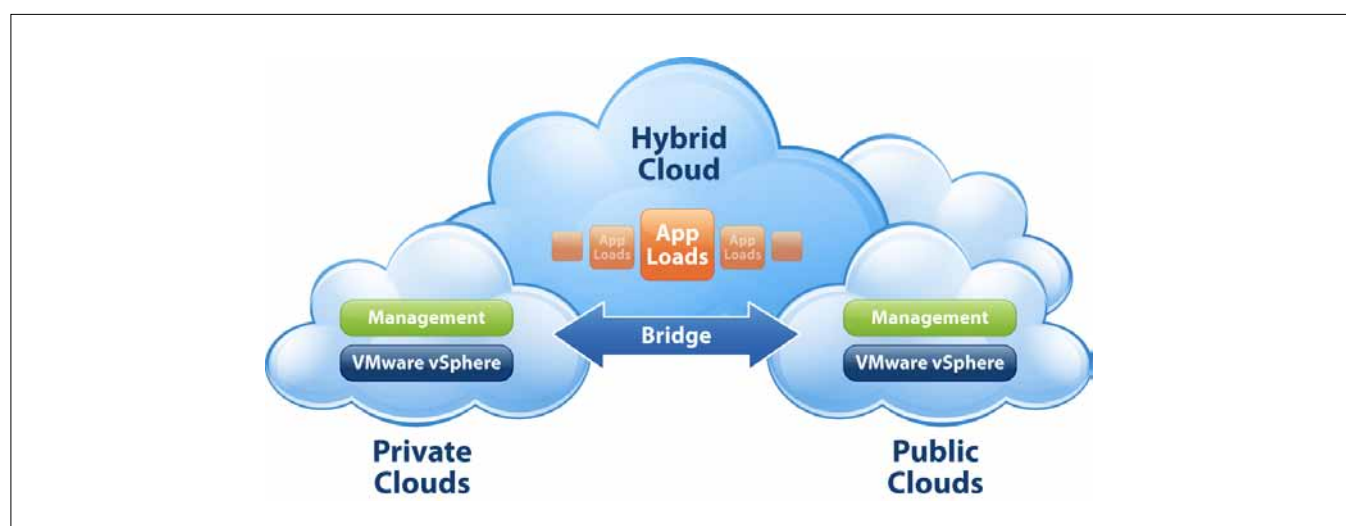 Hybrid
Cloud
App
Loads
App
Loads
App
Loads
Management
VMware vSphere
Bridge
Management
VMware vSphere
Private
Clouds
Public
Clouds